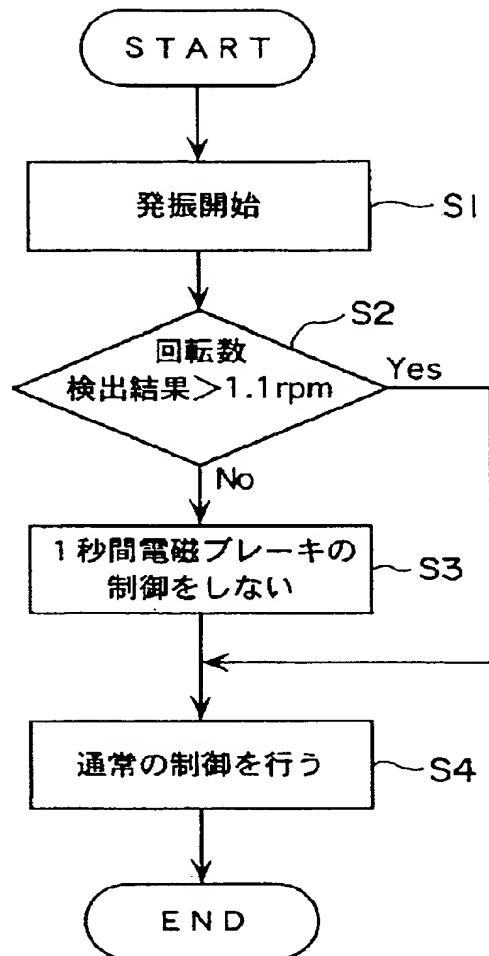 START
発振開始
S1
S2
回転数
検出結果＞1.1rpm
Yes
No
1秒間電磁ブレーキの
制御をしない
S3
通常の制御を行う
S4
END